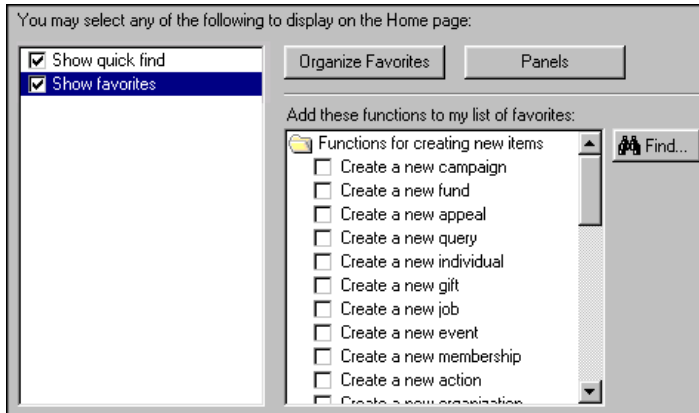 You may select any of the following to display on the Home page:
Show quick find
Show favorites
Organize Favorites
Panels
Add these functions to my list of favorites:
Functions for creating new items
Find...
Create a new campaign
Create a new fund
Create a new appeal
Create a new query
Create a new individual
Create a new gift
Create a new job
Create a new event
Create a new membership
Create a new action
Create a new organization